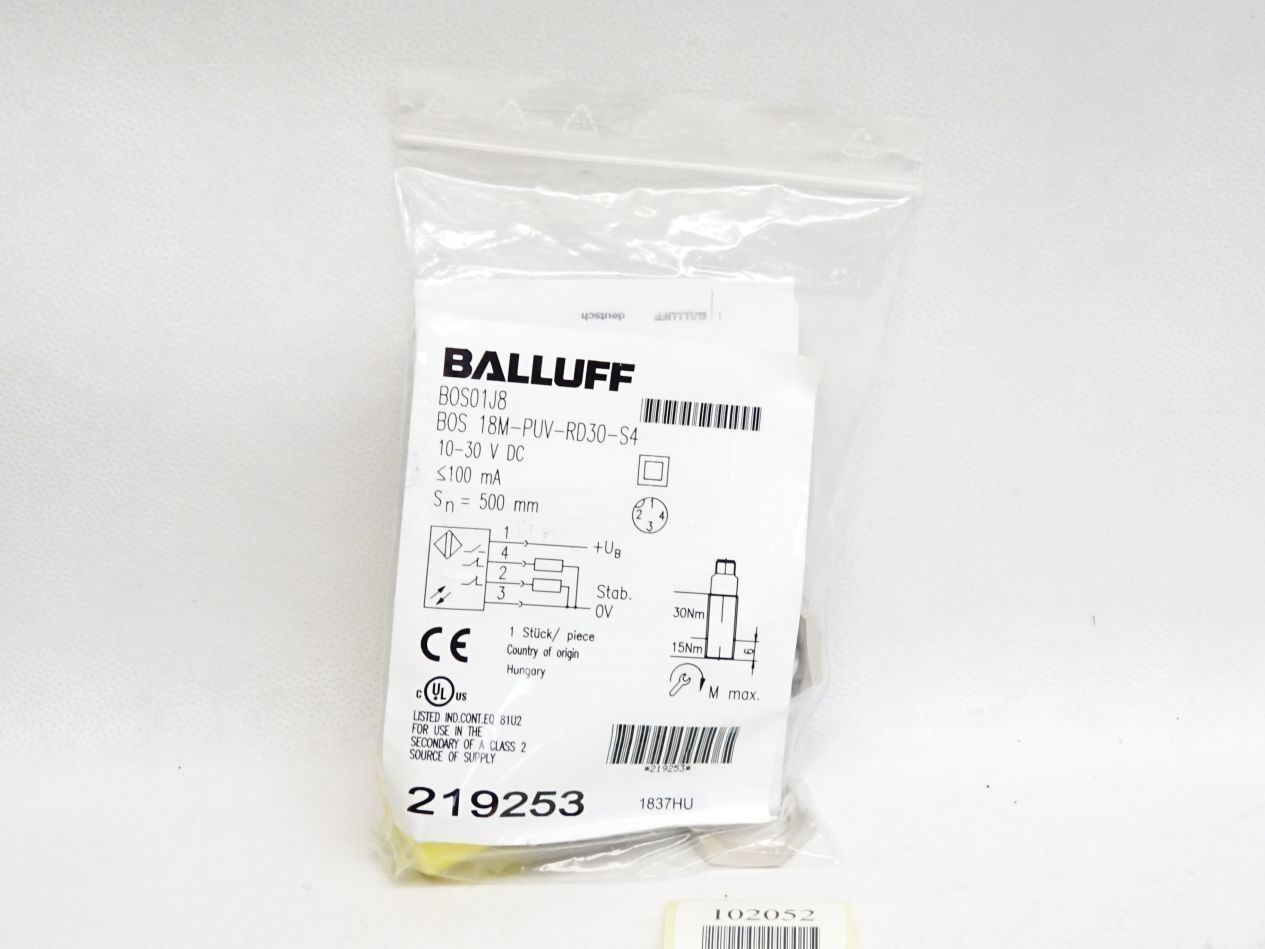 deutsch BALLUFF 1
BALLUFF
BOS01J8
BOS 18M-PUV-RD30-S4
10-30 V DC
≤100 mA
Sn = 500 mm
1
2 4
3
1 +UB
4
2 Stab.
3 0V
30Nm
15Nm 6
M max.
CE
1 Stück/ piece
Country of origin
Hungary
C UL US
LISTED IND.CONT.EQ 81U2
FOR USE IN THE
SECONDARY OF A CLASS 2
SOURCE OF SUPPLY
*219253*
219253
1837HU
102052